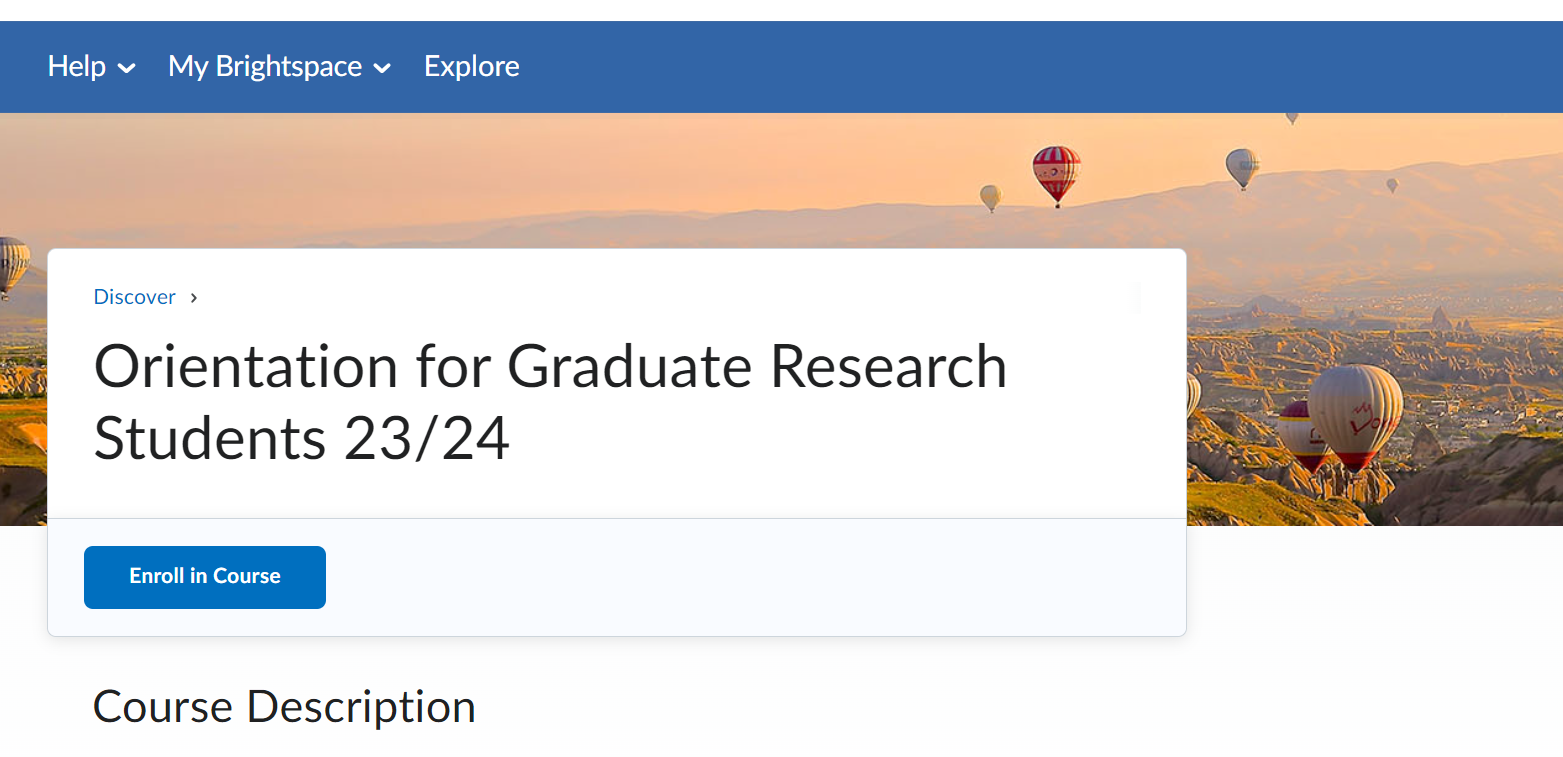 Help My Brightspace Explore
Discover
Orientation for Graduate Research
Students 23/24
Enroll in Course
Course Description